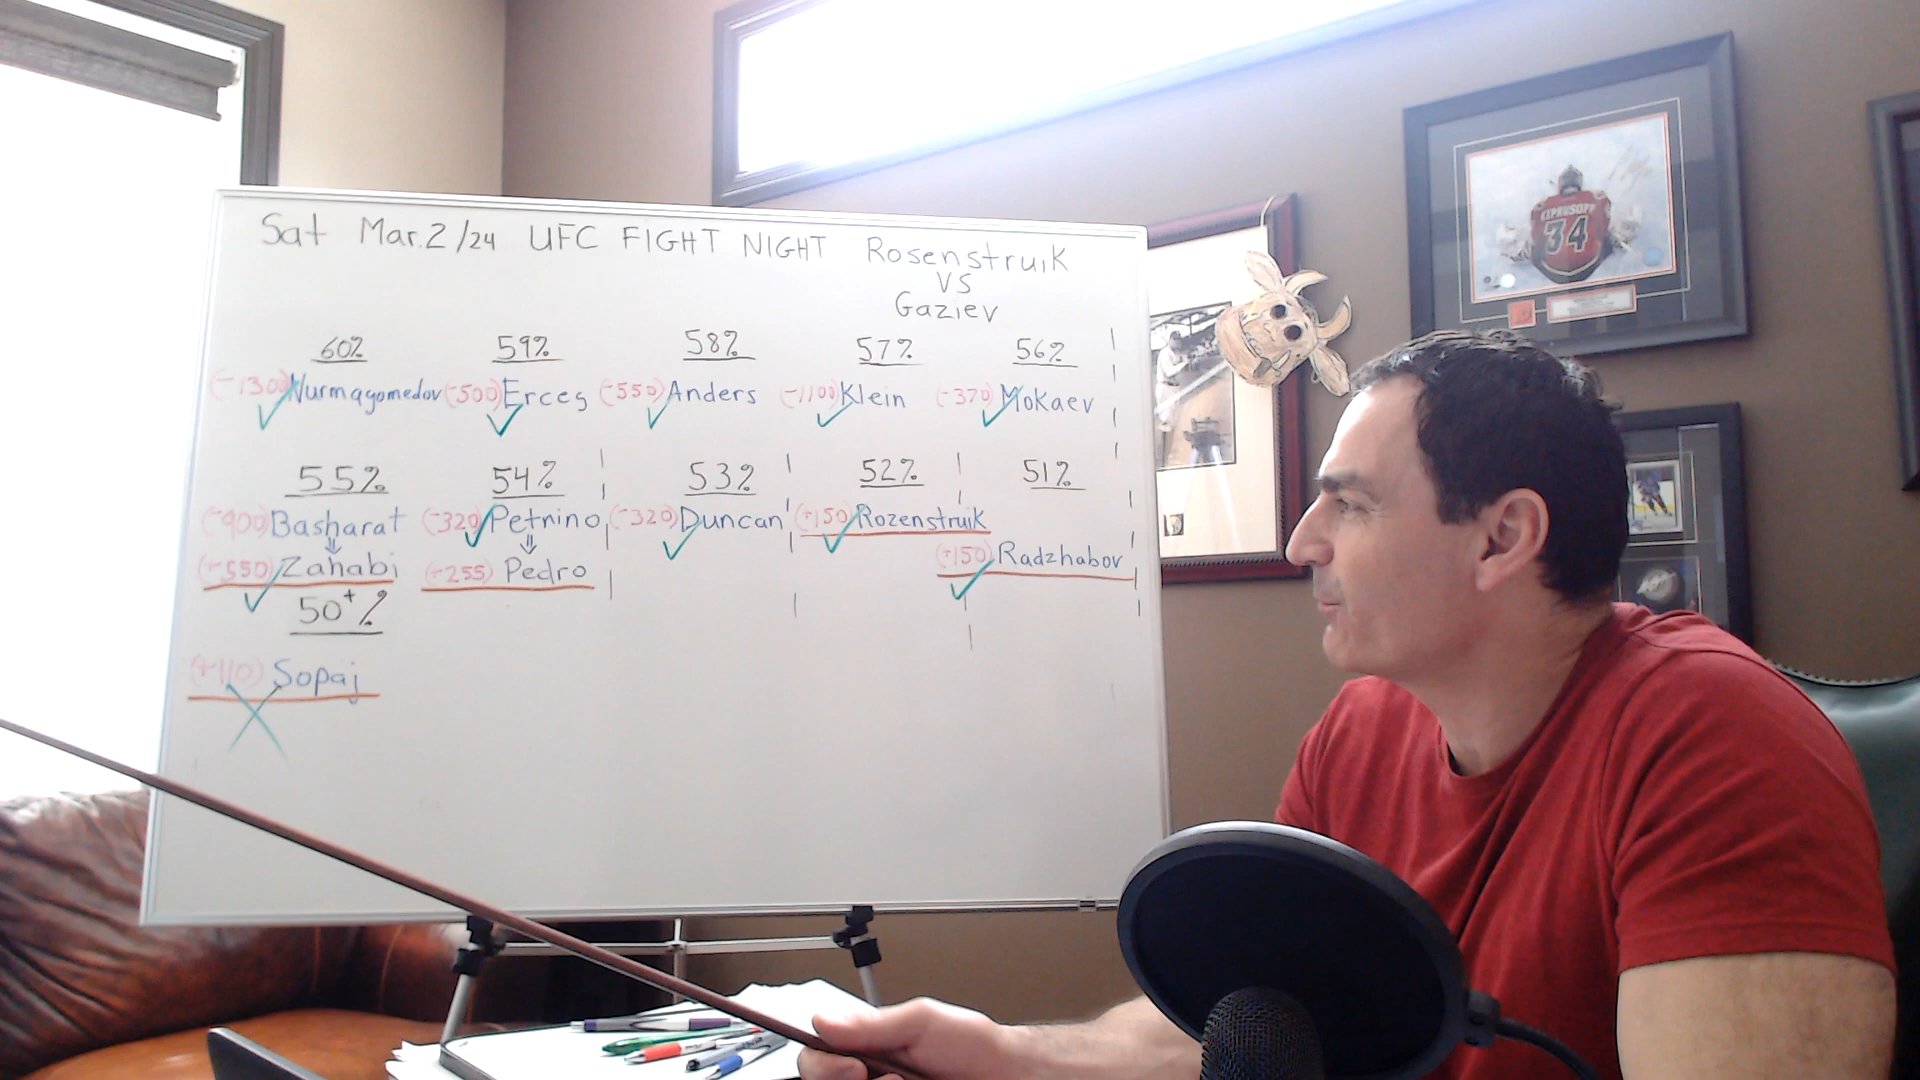 Sat Mar. 2/24 UFC FIGHT NIGHT Rosenstruik
VS
Gaziev
60% 59% 58% 57% 56%
(-130) Nurmagomedov (-500) Erces (-550) Anders (-1100) Klein (-370) Mokaev
55% 54% 53% 52% 51%
(-900) Basharat (-320) Petnino (-320) Duncan (+150) Rozenstruik
(+550) Zahabi (+255) Pedro (+150) Radzhabov
50+%
(+110) Sopaj
KIPRUSOFF
34